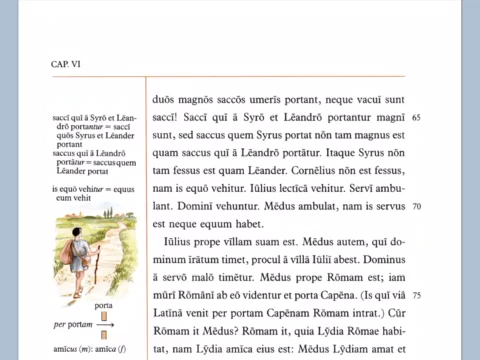 CAP. VI
duōs magnōs saccōs umerīs portant, neque vacuī sunt
saccī! Saccī quī ā Syrō et Lēandrō portantur magnī
65
sunt, sed saccus quem Syrus portat nōn tam magnus est
quam saccus quī ā Lēandrō portātur. Itaque Syrus nōn
tam fessus est quam Lēander. Cornēlius nōn est fessus,
nam is equō vehitur. Iūlius lectīcā vehitur. Servī ambu-
lant. Dominī vehuntur. Mēdus ambulat, nam is servus
70
est neque equum habet.
Iūlius prope vīllam suam est. Mēdus autem, quī do-
minum īrātum timet, procul ā vīllā Iūliī abest. Dominus
ā servō malō timētur. Mēdus prope Rōmam est; iam
mūrī Rōmānī ab eō videntur et porta Capēna. (Is quī viā
75
Latīnā venit per portam Capēnam Rōmam intrat.) Cūr
Rōmam it Mēdus? Rōmam it, quia Lȳdia Rōmae habi-
tat, nam Lȳdia amīca eius est: Mēdus Lȳdiam amat et
saccī quī ā Syrō et Lēan-
drō portantur = saccī
quōs Syrus et Lēander
portant
saccus quī ā Lēandrō
portātur = saccus quem
Lēander portat
is equō vehitur = equus
eum vehit
porta
per portam
amīcus (m): amīca (f)